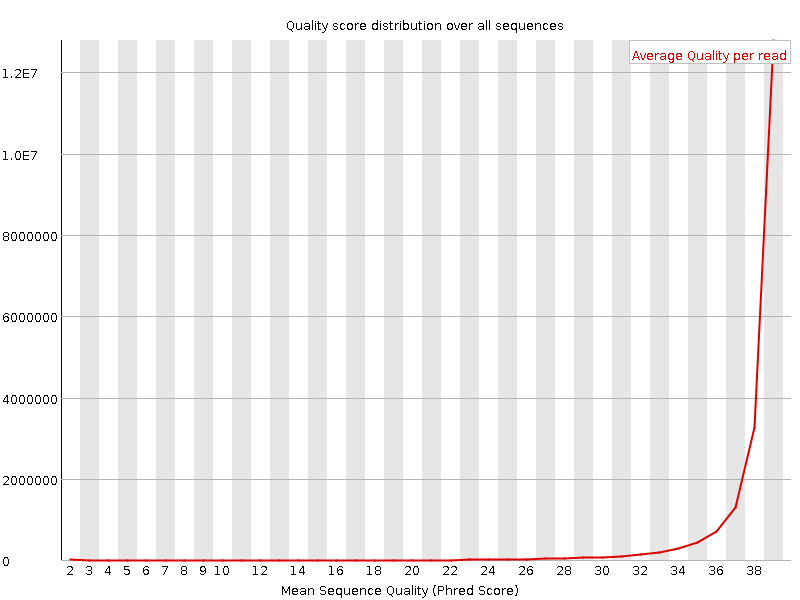 Quality score distribution over all sequences
Average Quality per read
1.2E7
1.0E7
8000000
6000000
4000000
2000000
0
2 3 4 5 6 7 8 9 10 12 14 16 18 20 22 24 26 28 30 32 34 36 38
Mean Sequence Quality (Phred Score)